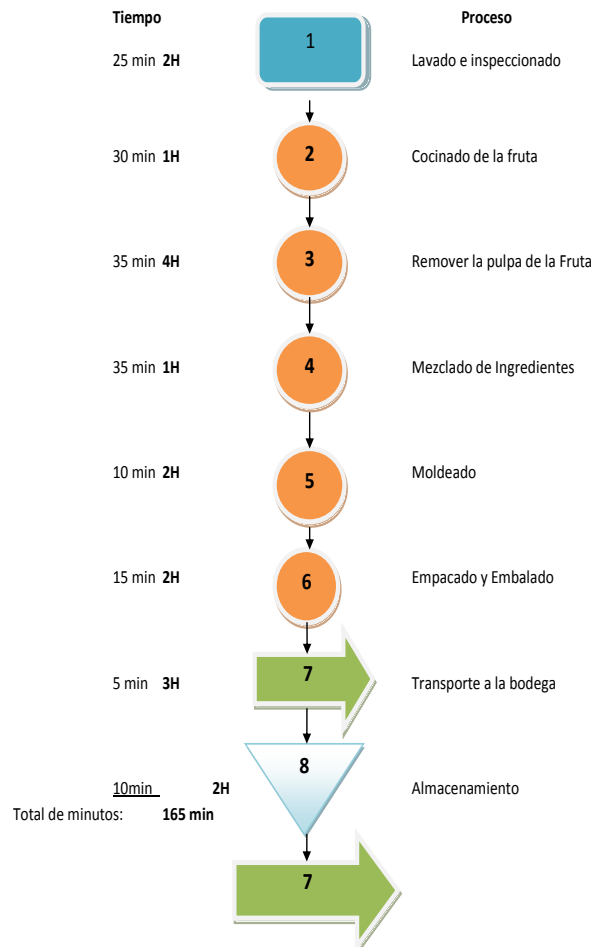 Tiempo Proceso
1
25 min 2H Lavado e inspeccionado
30 min 1H 2 Cocinado de la fruta
35 min 4H 3 Remover la pulpa de la Fruta
35 min 1H 4 Mezclado de Ingredientes
10 min 2H 5 Moldeado
15 min 2H 6 Empacado y Embalado
5 min 3H 7 Transporte a la bodega
8
10min 2H Almacenamiento
Total de minutos: 165 min
7